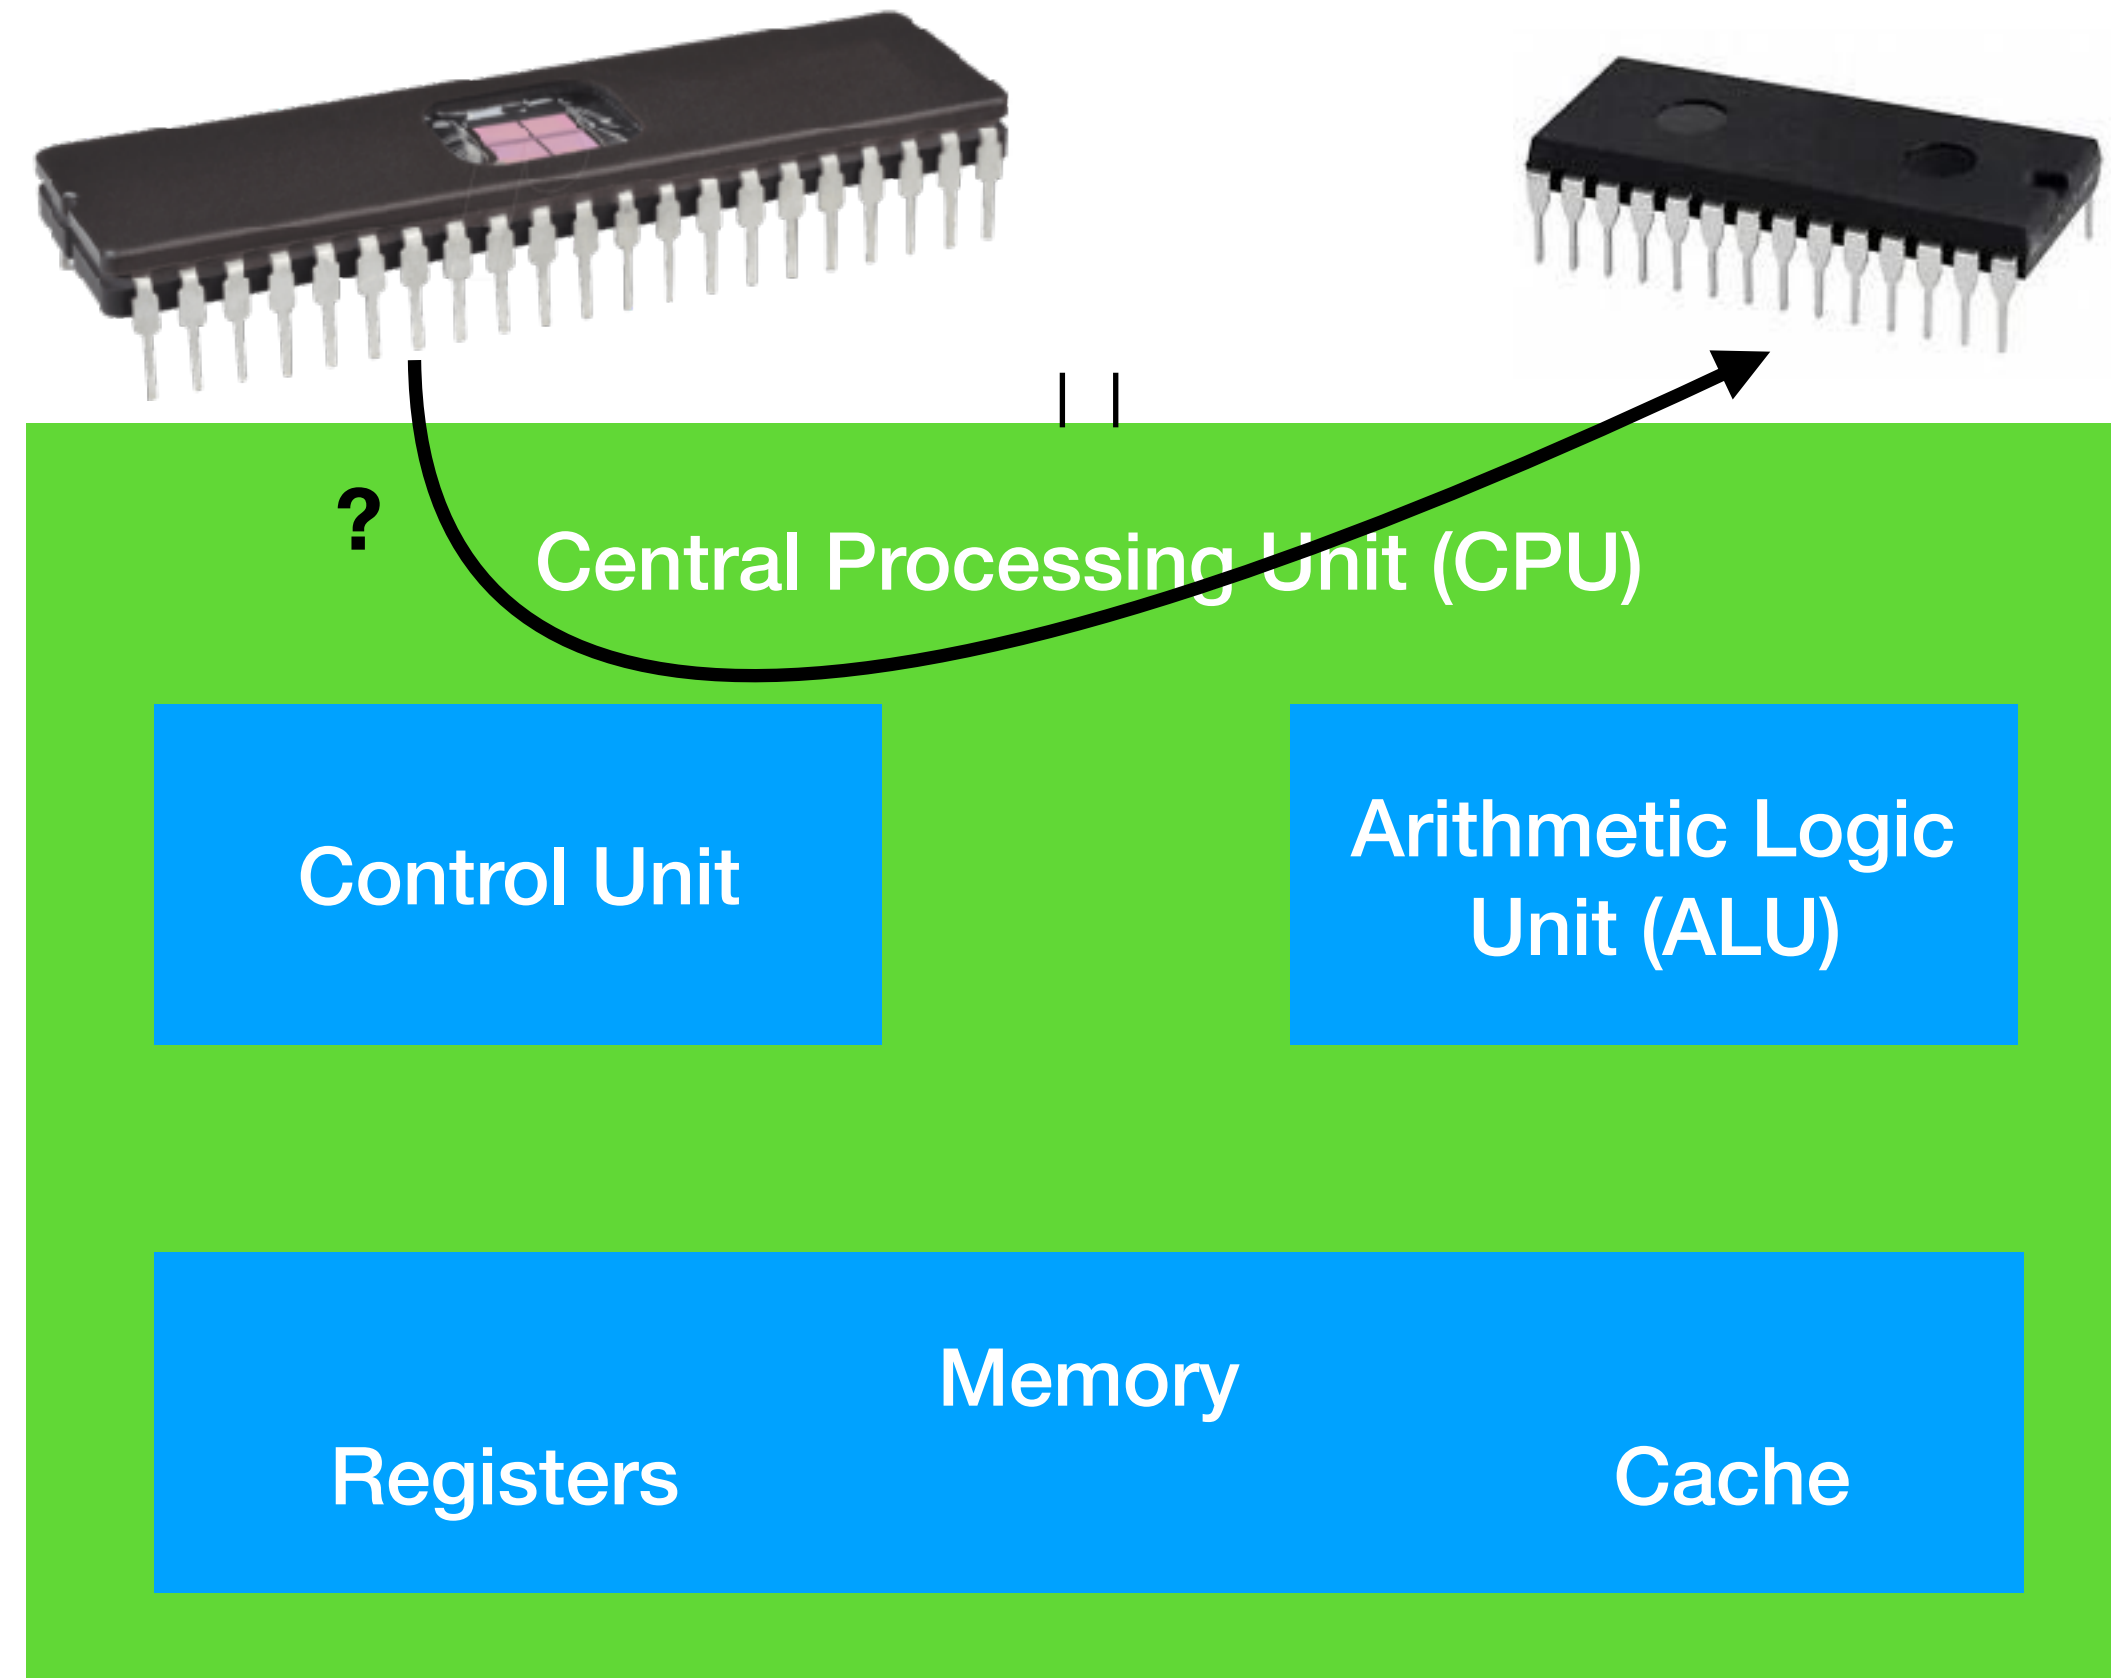 ?
Central Processing Unit (CPU)
Control Unit
Arithmetic Logic
Unit (ALU)
Memory
Registers
Cache